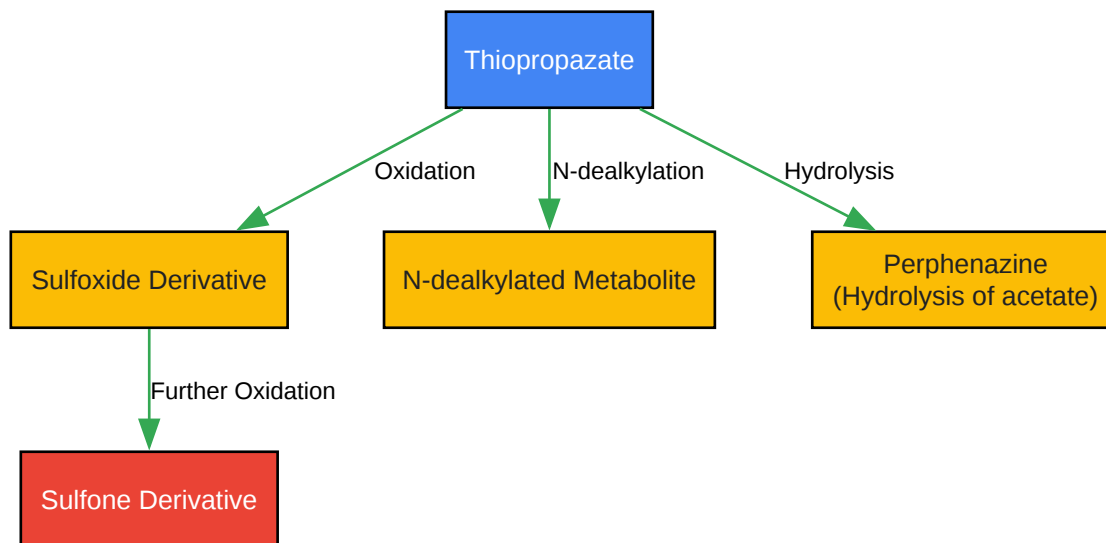 Thiopropazate
Oxidation
N-dealkylation
Hydrolysis
Sulfoxide Derivative
N-dealkylated Metabolite
Perphenazine
(Hydrolysis of acetate)
Further Oxidation
Sulfone Derivative